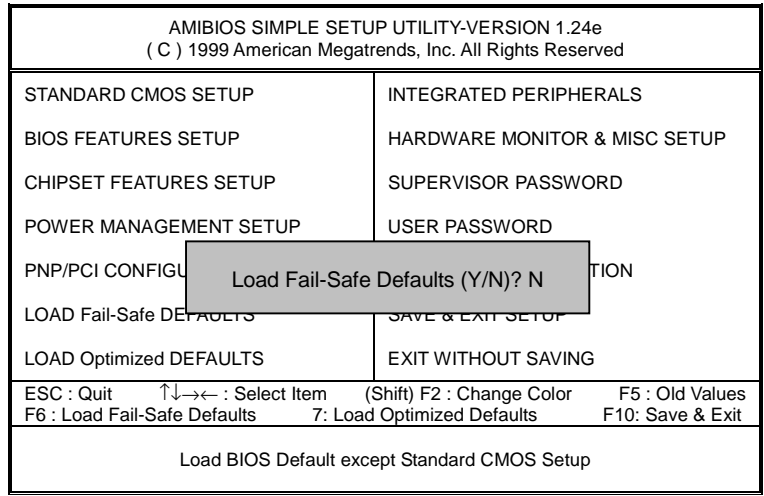 AMIBIOS SIMPLE SETUP UTILITY-VERSION 1.24e
( C ) 1999 American Megatrends, Inc. All Rights Reserved
STANDARD CMOS SETUP
INTEGRATED PERIPHERALS
BIOS FEATURES SETUP
HARDWARE MONITOR & MISC SETUP
CHIPSET FEATURES SETUP
SUPERVISOR PASSWORD
POWER MANAGEMENT SETUP
USER PASSWORD
PNP/PCI CONFIGU
TION
Load Fail-Safe Defaults (Y/N)? N
LOAD Fail-Safe DEFAULTS
SAVE & EXIT SETUP
LOAD Optimized DEFAULTS
EXIT WITHOUT SAVING
ESC : Quit ↑↓→← : Select Item (Shift) F2 : Change Color F5 : Old Values
F6 : Load Fail-Safe Defaults 7: Load Optimized Defaults F10: Save & Exit
Load BIOS Default except Standard CMOS Setup